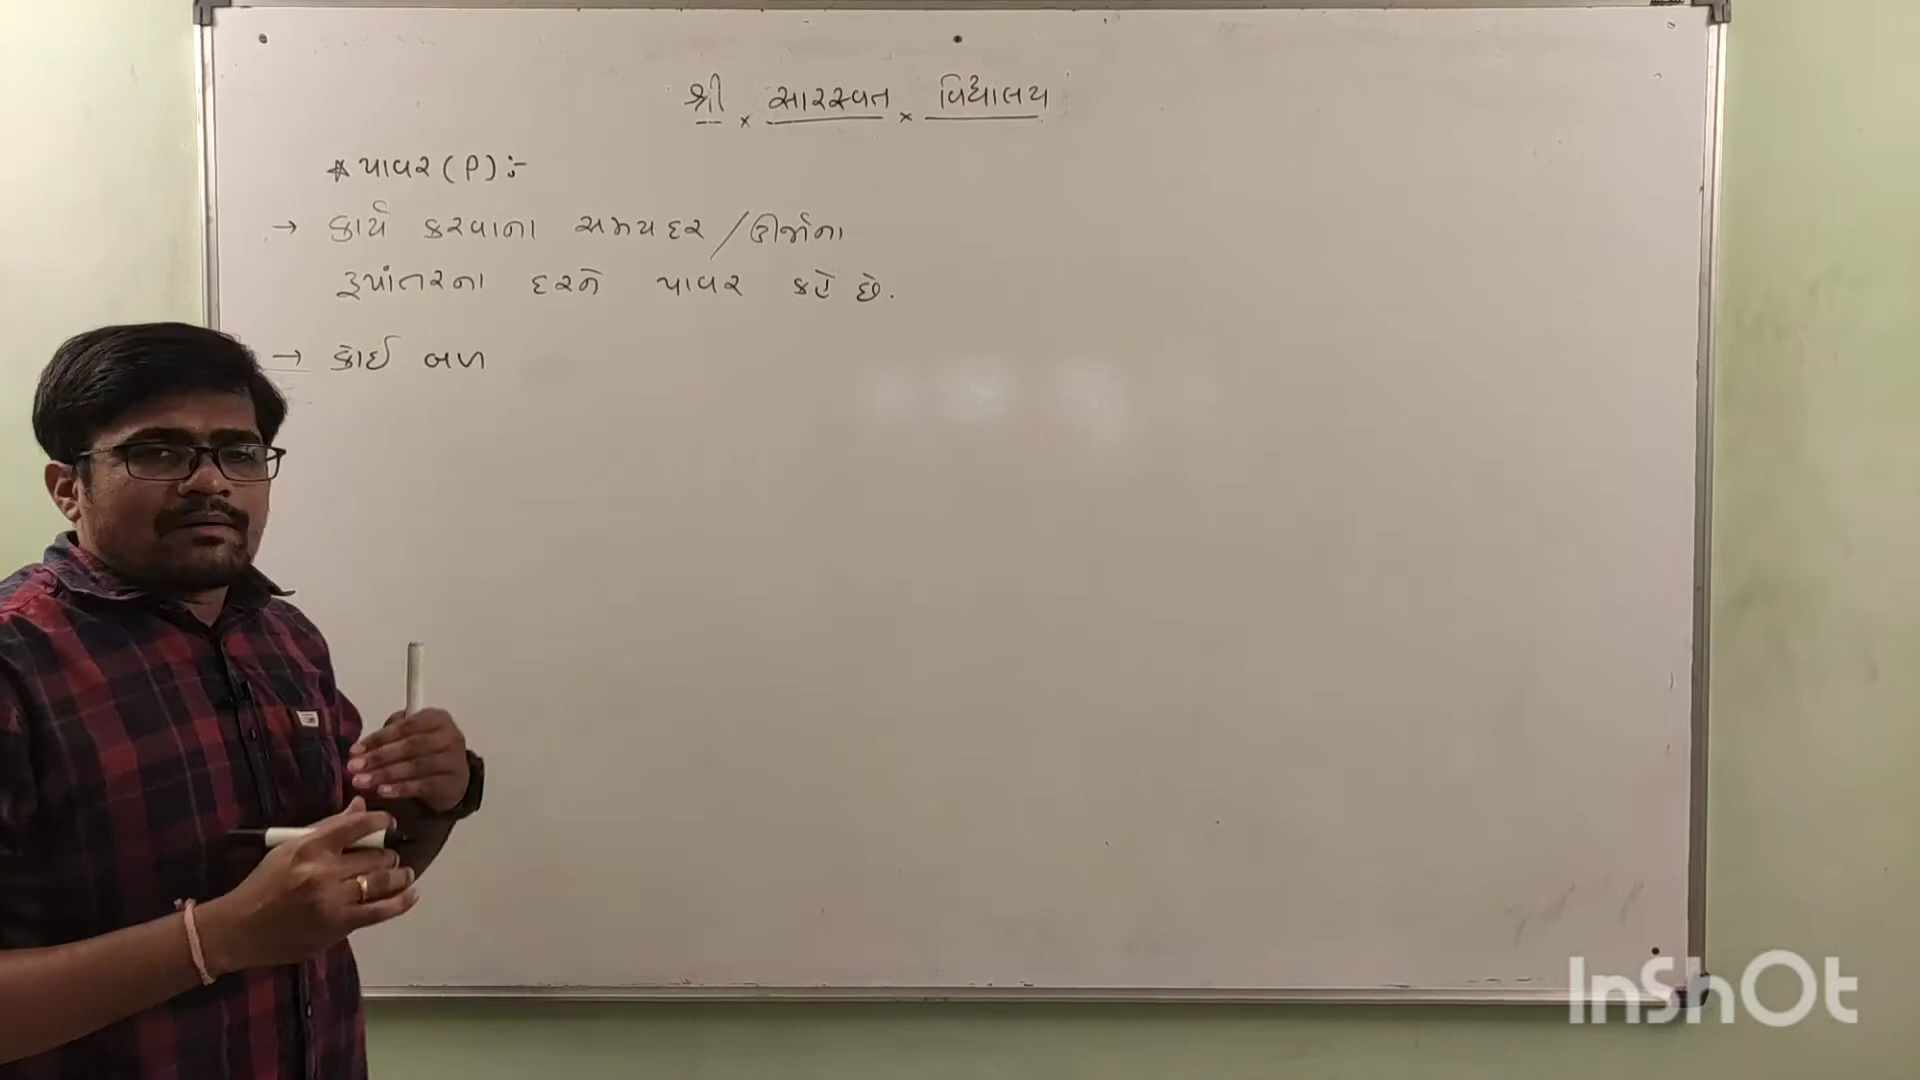 શ્રી × સારસ્વત × વિદ્યાલય
* પાવર (P) :-
→ કાર્ય કરવાના સમયદર / ઊર્જાના
રૂપાંતરના દરને પાવર કહે છે.
→ કોઈ બળ
InShOt